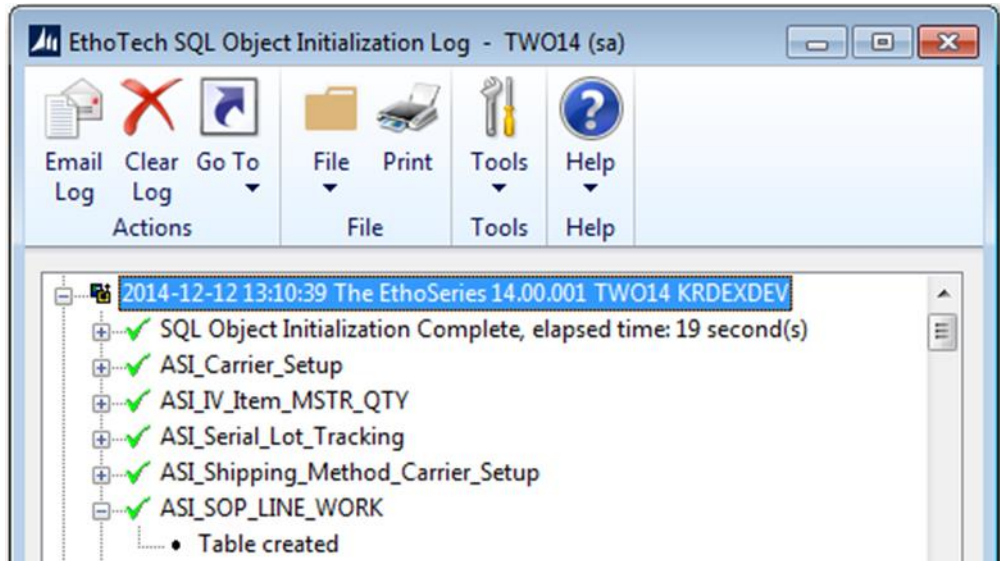 EthoTech SQL Object Initialization Log - TWO14 (sa)
Email Log
Clear Log
Go To
File
Print
Tools
Help
Actions
File
Tools
Help
2014-12-12 13:10:39 The EthoSeries 14.00.001 TWO14 KRDEXDEV
SQL Object Initialization Complete, elapsed time: 19 second(s)
ASI_Carrier_Setup
ASI_IV_Item_MSTR_QTY
ASI_Serial_Lot_Tracking
ASI_Shipping_Method_Carrier_Setup
ASI_SOP_LINE_WORK
Table created